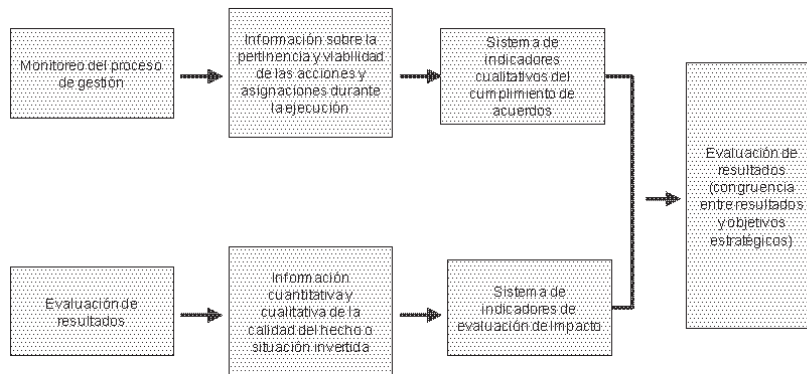 Monitoreo del proceso
de gestión
Información sobre la
pertinencia y viabilidad
de las acciones y
asignaciones durante
la ejecución
Sistema de
indicadores
cualitativos del
cumplimiento de
acuerdos
Evaluación de
resultados
(congruencia
entre resultados
y objetivos
estratégicos)
Evaluación de
resultados
Información
cuantitativa y
cualitativa de la
calidad del hecho o
situación invertida
Sistema de
indicadores de
evaluación de impacto